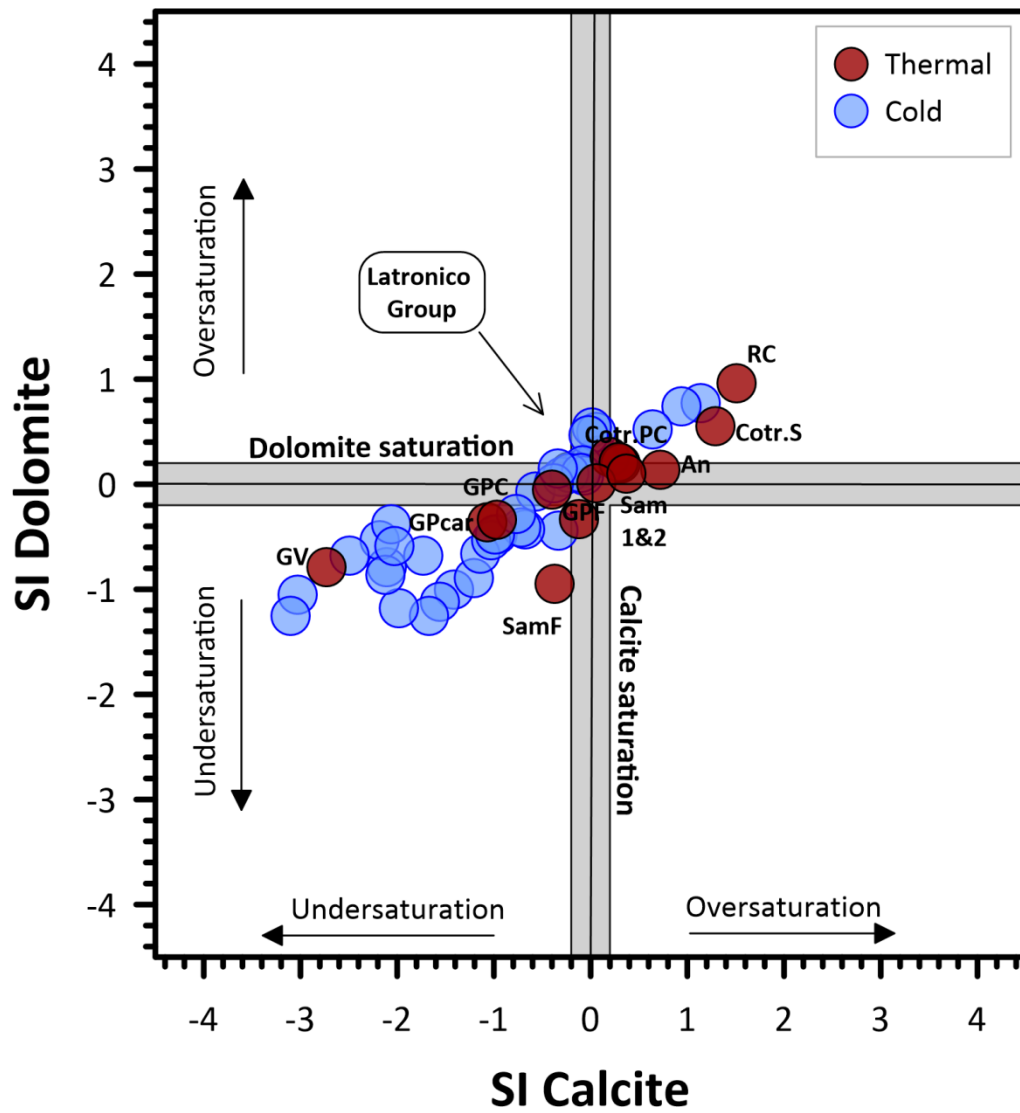 Thermal
Cold
4
3
2
1
0
-1
-2
-3
-4
SI Dolomite
Oversaturation
Undersaturation
Latronico
Group
Dolomite saturation
RC
Cotr.PC
Cotr.S
An
GPC
GPcar
GPF
Sam
1&2
GV
SamF
Calcite saturation
Undersaturation
Oversaturation
-4 -3 -2 -1 0 1 2 3 4
SI Calcite